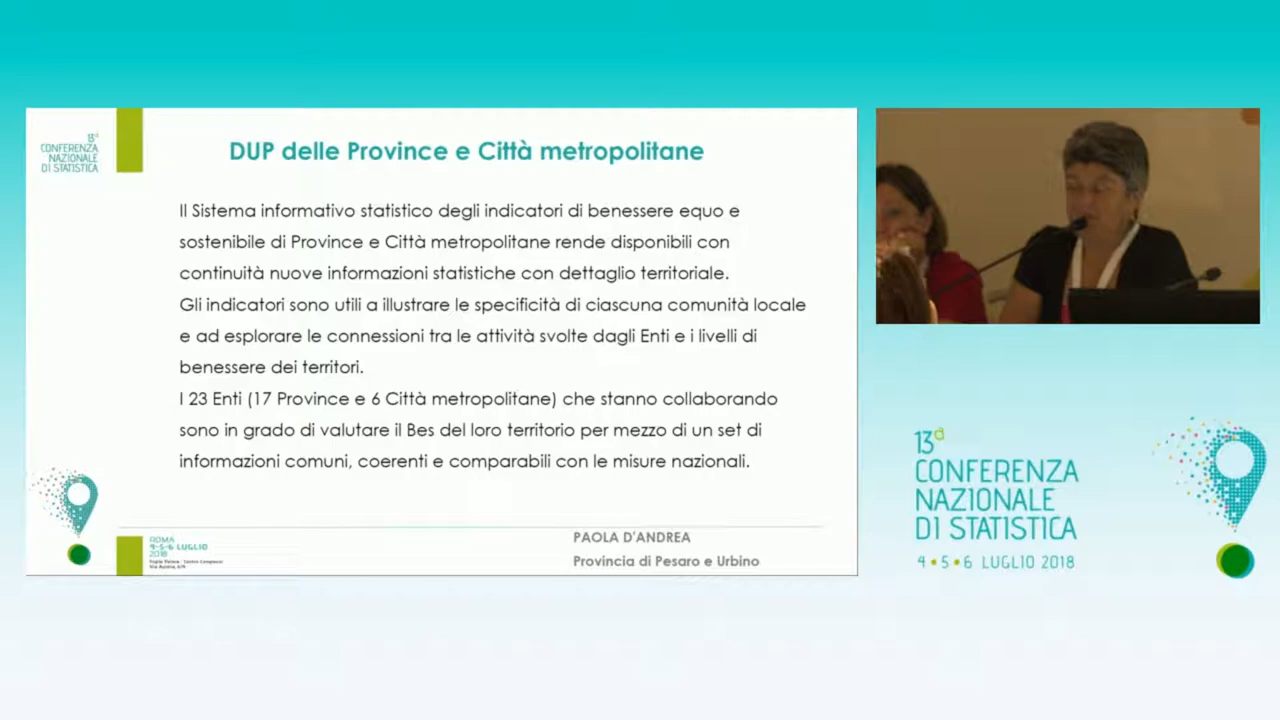 13a
CONFERENZA
NAZIONALE
DI STATISTICA
DUP delle Province e Città metropolitane
Il Sistema informativo statistico degli indicatori di benessere equo e
sostenibile di Province e Città metropolitane rende disponibili con
continuità nuove informazioni statistiche con dettaglio territoriale.
Gli indicatori sono utili a illustrare le specificità di ciascuna comunità locale
e ad esplorare le connessioni tra le attività svolte dagli Enti e i livelli di
benessere dei territori.
I 23 Enti (17 Province e 6 Città metropolitane) che stanno collaborando
sono in grado di valutare il Bes del loro territorio per mezzo di un set di
informazioni comuni, coerenti e comparabili con le misure nazionali.
ROMA
4-5-6 LUGLIO
2018
PAOLA D'ANDREA
Provincia di Pesaro e Urbino
13a
CONFERENZA
NAZIONALE
DI STATISTICA
4•5•6 LUGLIO 2018